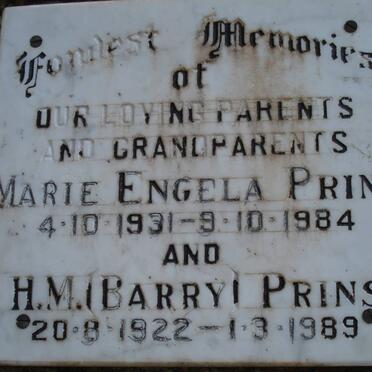 Fondest Memories
of
OUR LOVING PARENTS
AND GRANDPARENTS
MARIE ENGELA PRIN
4·10·1931-9·10·1984
AND
H.M.(BARRY) PRINS
20·8·1922-1·3·1989